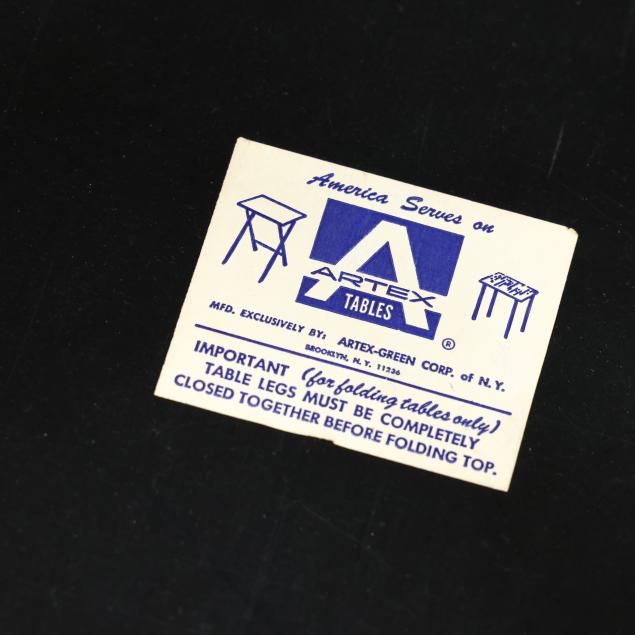 America Serves on
ARTEX
TABLES
®
MFD. EXCLUSIVELY BY: ARTEX-GREEN CORP. of N.Y.
BROOKLYN, N.Y. 11236
IMPORTANT (for folding tables only)
TABLE LEGS MUST BE COMPLETELY
CLOSED TOGETHER BEFORE FOLDING TOP.